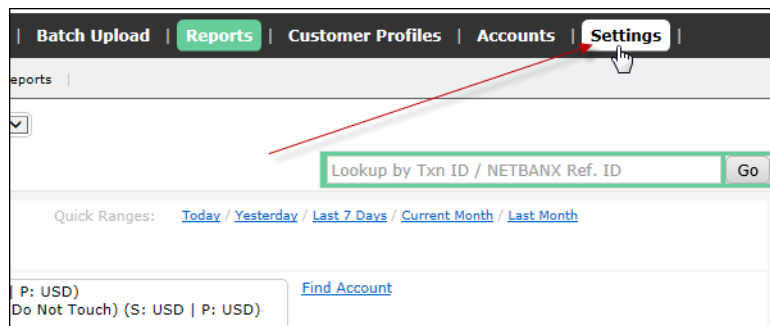 | Batch Upload | Reports | Customer Profiles | Accounts | Settings |
eports |
Lookup by Txn ID / NETBANX Ref. ID Go
Quick Ranges: Today / Yesterday / Last 7 Days / Current Month / Last Month
| P: USD) Find Account
Do Not Touch) (S: USD | P: USD)